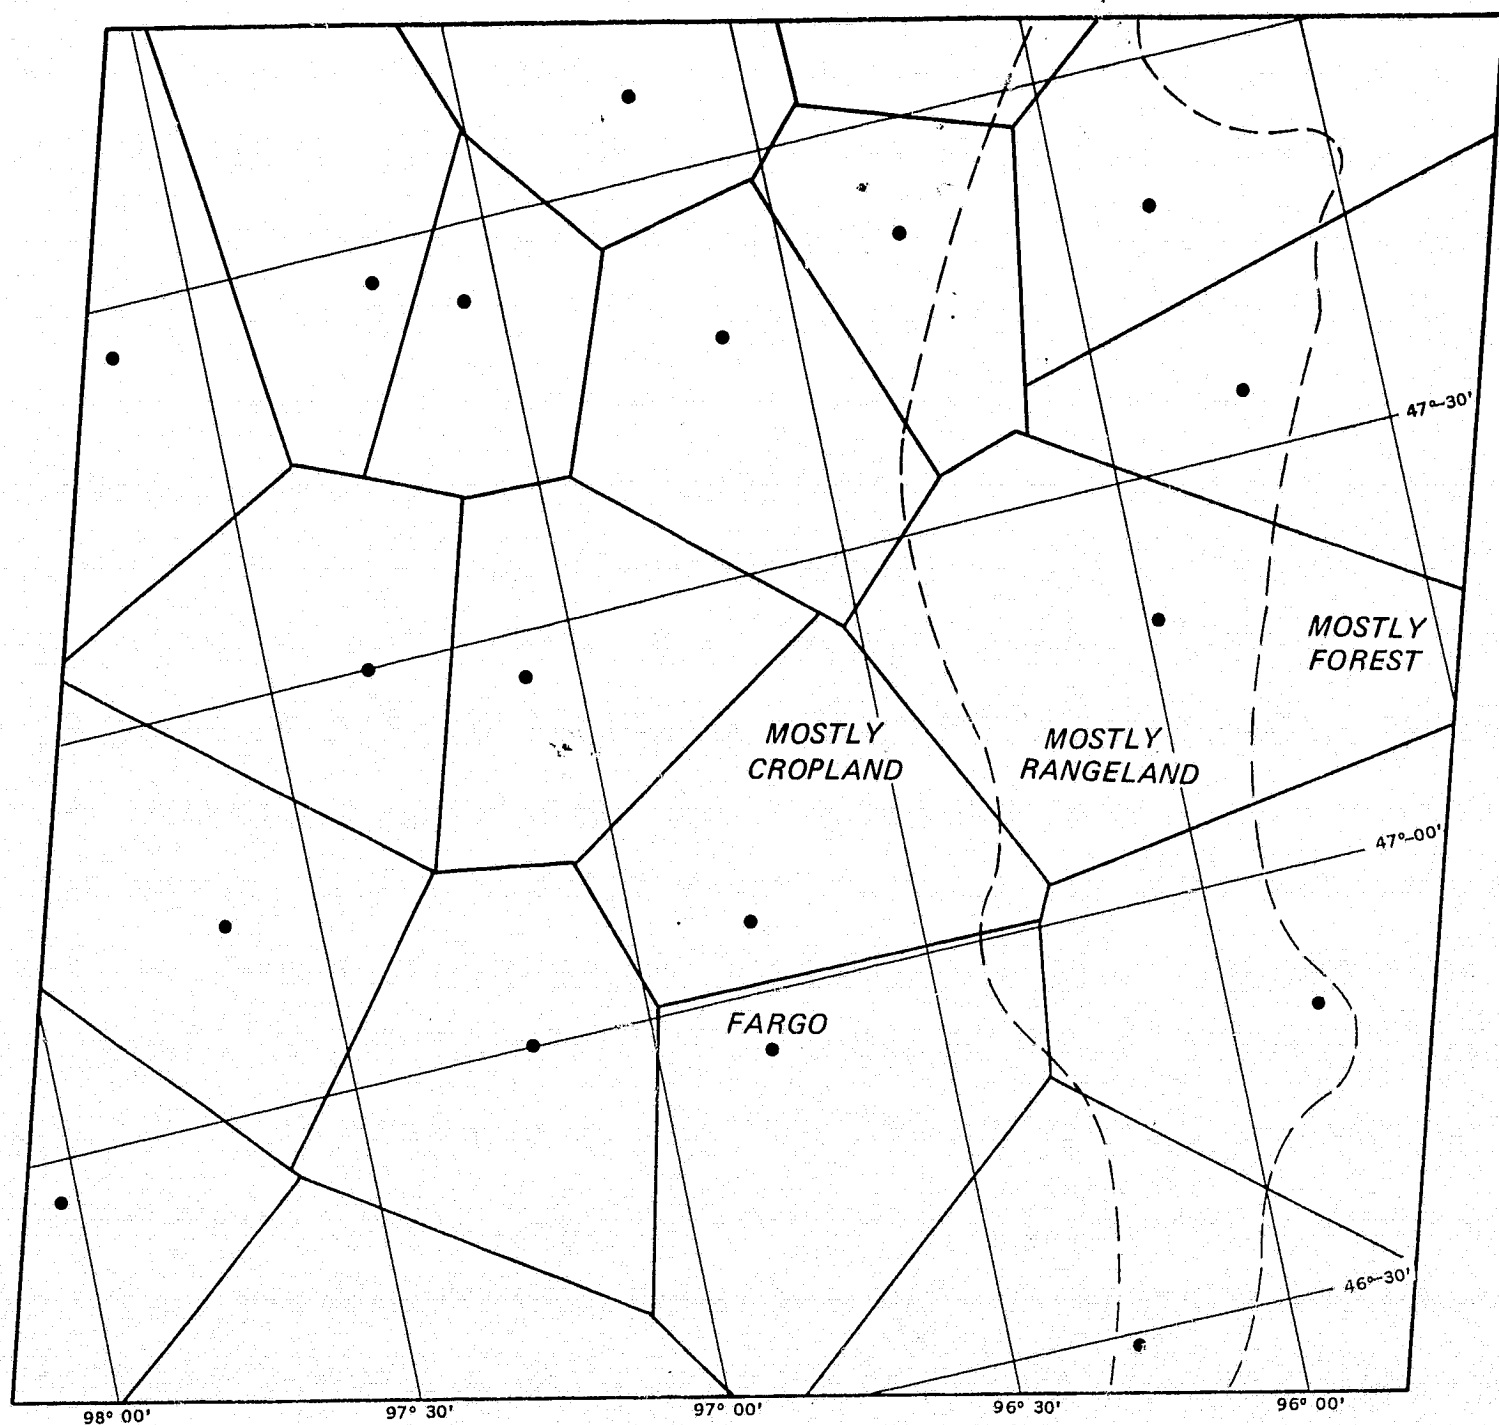 47°-30'
MOSTLY
FOREST
MOSTLY
CROPLAND
MOSTLY
RANGELAND
47°-00'
FARGO
46°-30'
98° 00'
97° 30'
97° 00'
96° 30'
96° 00'